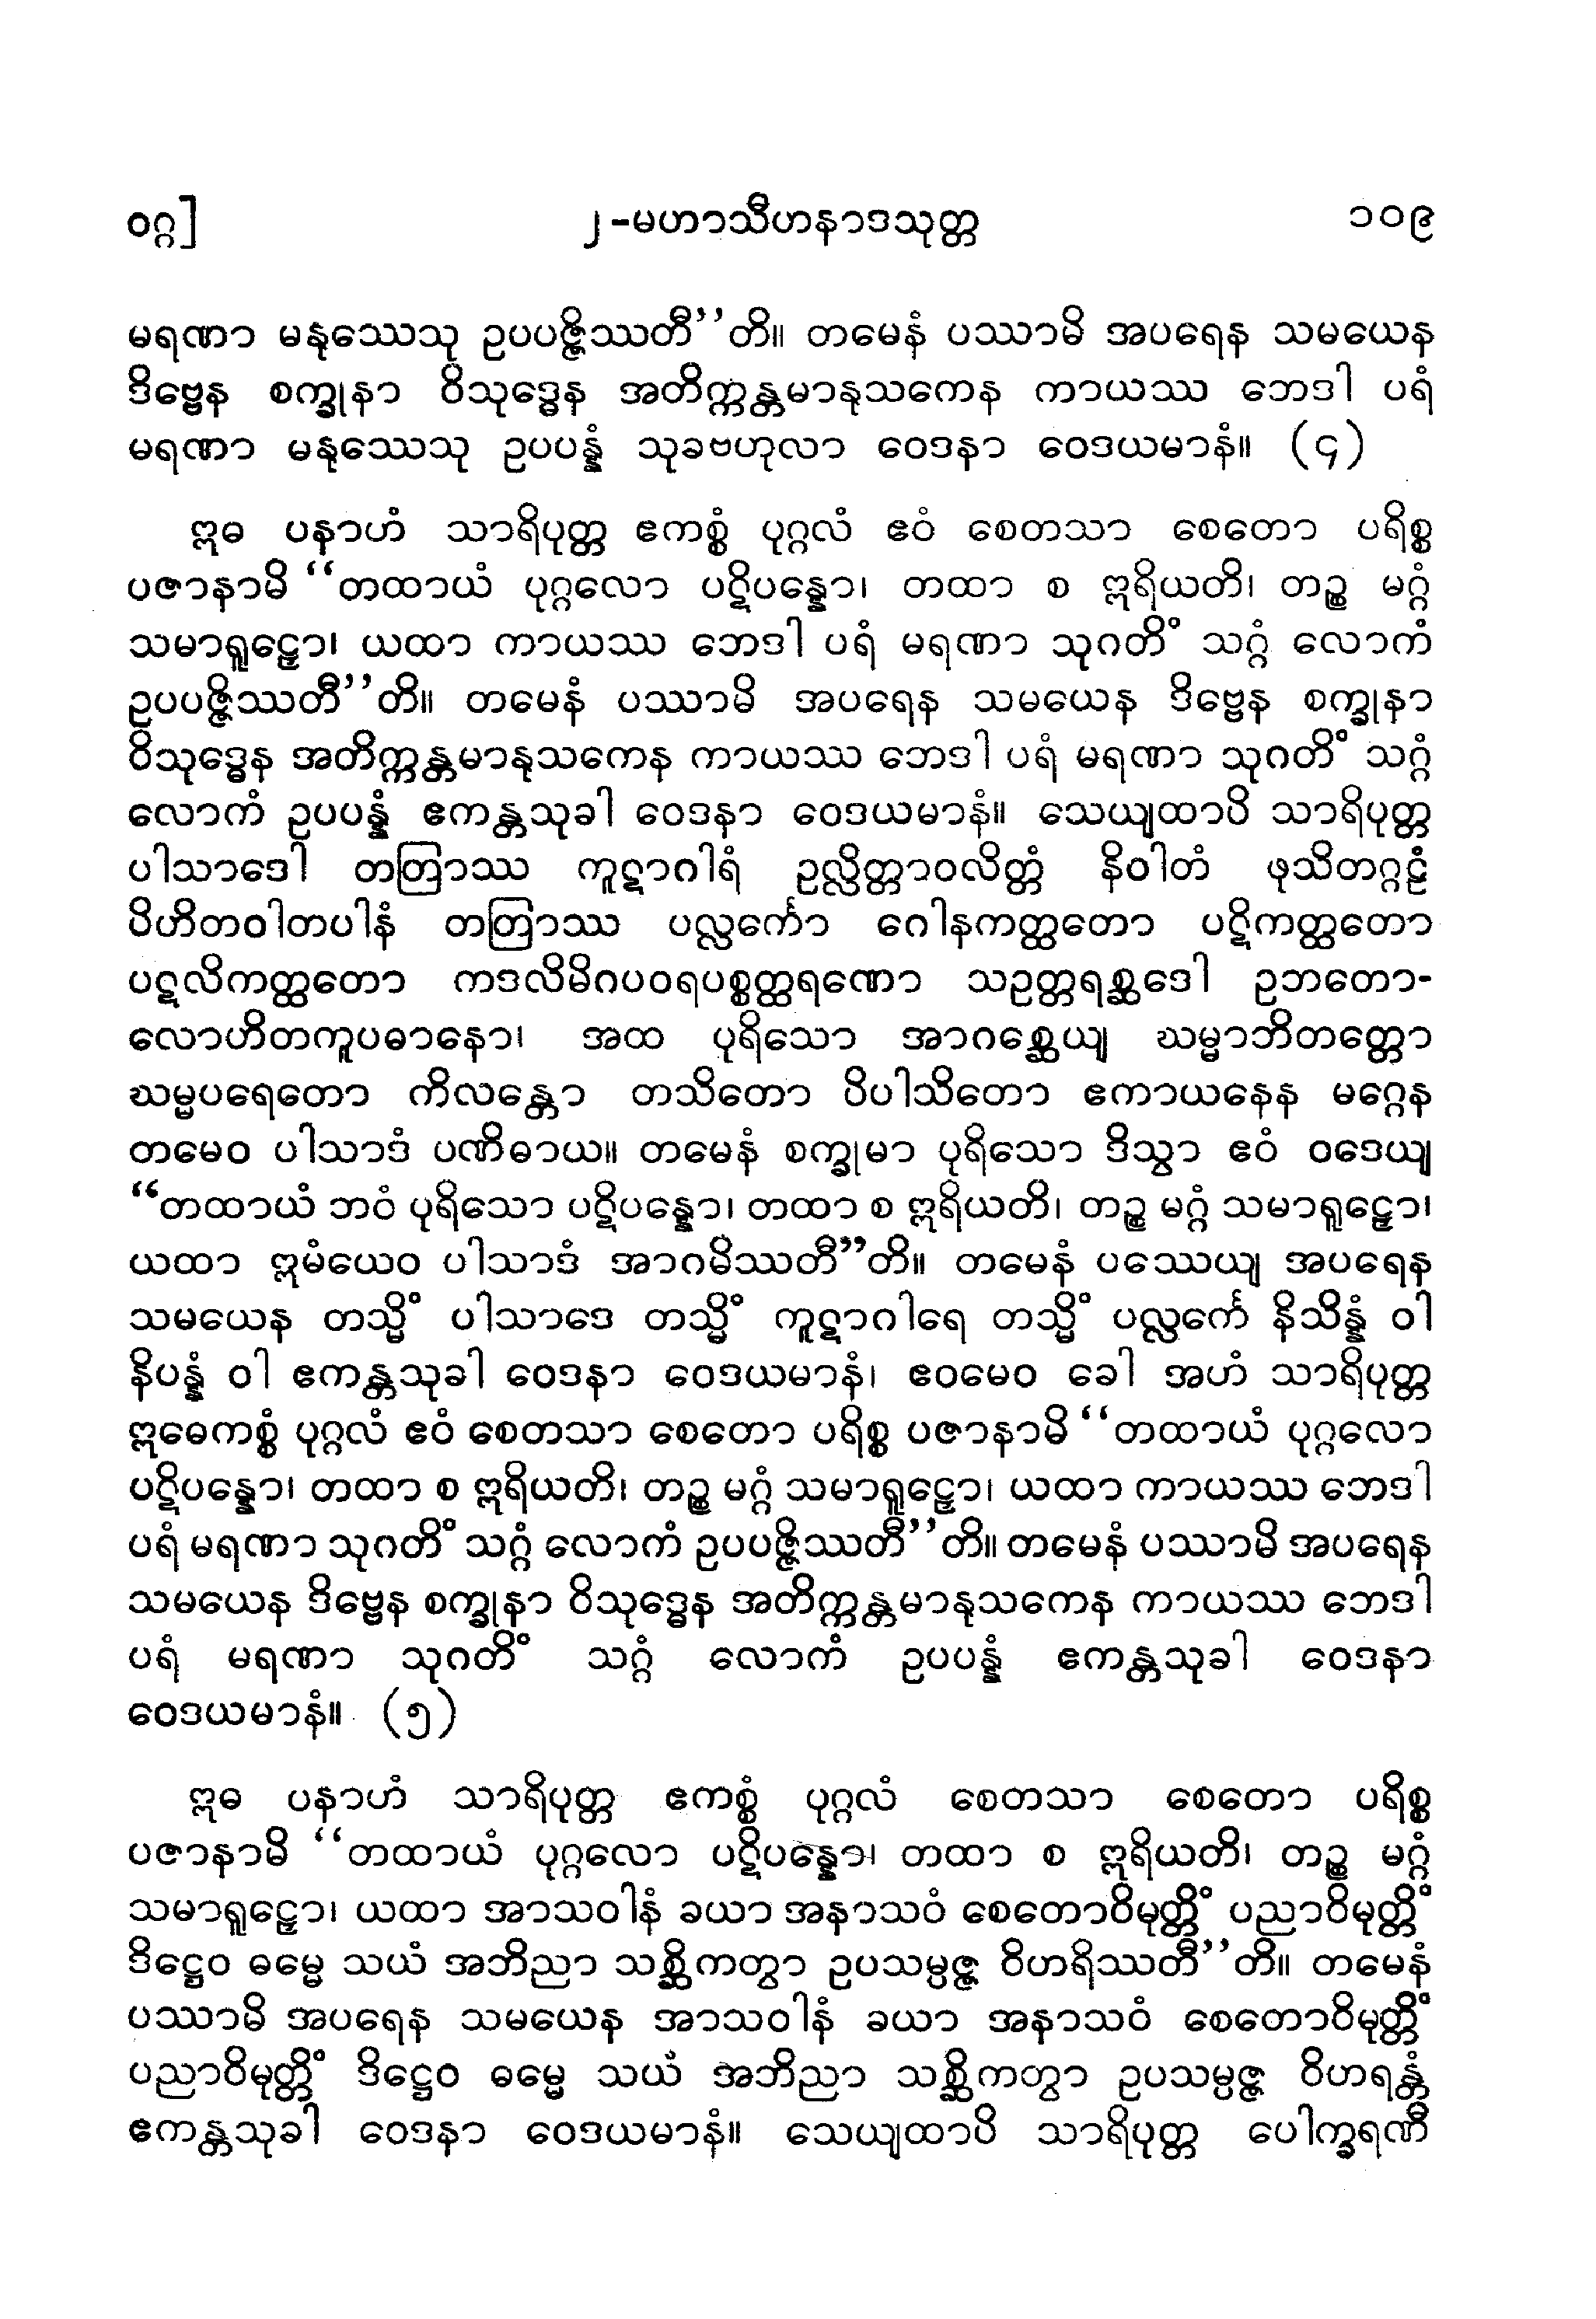 ဝဂ္ဂ]
၂-မဟာသီဟနာဒသုတ္တ
၁၀၉
မရဏာ မနုဿေသု ဥပပဇ္ဇိဿတီ’’တိ။ တမေနံ ပဿာမိ အပရေန သမယေန
ဒိဗ္ဗေန စက္ခုနာ ဝိသုဒ္ဓေန အတိက္ကန္တမာနုသကေန ကာယဿ ဘေဒါ ပရံ
မရဏာ မနုဿေသု ဥပပန္နံ သုခဗဟုလာ ဝေဒနာ ဝေဒယမာနံ။ (၄)
ဣဓ ပနာဟံ သာရိပုတ္တ ဧကစ္စံ ပုဂ္ဂလံ ဧဝံ စေတသာ စေတော ပရိစ္စ
ပဇာနာမိ ‘‘တထာယံ ပုဂ္ဂလော ပဋိပန္နော၊ တထာ စ ဣရိယတိ၊ တဉ္စ မဂ္ဂံ
သမာရူဠှော၊ ယထာ ကာယဿ ဘေဒါ ပရံ မရဏာ သုဂတိံ သဂ္ဂံ လောကံ
ဥပပဇ္ဇိဿတီ’’တိ။ တမေနံ ပဿာမိ အပရေန သမယေန ဒိဗ္ဗေန စက္ခုနာ
ဝိသုဒ္ဓေန အတိက္ကန္တမာနုသကေန ကာယဿ ဘေဒါ ပရံ မရဏာ သုဂတိံ သဂ္ဂံ
လောကံ ဥပပန္နံ ဧကန္တသုခါ ဝေဒနာ ဝေဒယမာနံ။ သေယျထာပိ သာရိပုတ္တ
ပါသာဒေါ တတြာဿ ကူဋာဂါရံ ဥလ္လိတ္တာဝလိတ္တံ နိဝါတံ ဖုသိတဂ္ဂဠံ
ပိဟိတဝါတပါနံ တတြာဿ ပလ္လင်္ကော ဂေါနကတ္ထတော ပဋိကတ္ထတော
ပဋလိကတ္ထတော ကဒလိမိဂပဝရပစ္စတ္ထရဏော သဥတ္တရစ္ဆဒေါ ဥဘတော-
လောဟိတကူပဓာနော၊ အထ ပုရိသော အာဂစ္ဆေယျ ဃမ္မာဘိတတ္တော
ဃမ္မပရေတော ကိလန္တော တသိတော ပိပါသိတော ဧကာယနေန မဂ္ဂေန
တမေဝ ပါသာဒံ ပဏိဓာယ။ တမေနံ စက္ခုမာ ပုရိသော ဒိသွာ ဧဝံ ဝဒေယျ
‘‘တထာယံ ဘဝံ ပုရိသော ပဋိပန္နော၊ တထာ စ ဣရိယတိ၊ တဉ္စ မဂ္ဂံ သမာရူဠှော၊
ယထာ ဣမံယေဝ ပါသာဒံ အာဂမိဿတီ’’တိ။ တမေနံ ပဿေယျ အပရေန
သမယေန တသ္မိံ ပါသာဒေ တသ္မိံ ကူဋာဂါရေ တသ္မိံ ပလ္လင်္ကေ နိသိန္နံ ဝါ
နိပန္နံ ဝါ ဧကန္တသုခါ ဝေဒနာ ဝေဒယမာနံ၊ ဧဝမေဝ ခေါ အဟံ သာရိပုတ္တ
ဣဓေကစ္စံ ပုဂ္ဂလံ ဧဝံ စေတသာ စေတော ပရိစ္စ ပဇာနာမိ ‘‘တထာယံ ပုဂ္ဂလော
ပဋိပန္နော၊ တထာ စ ဣရိယတိ၊ တဉ္စ မဂ္ဂံ သမာရူဠှော၊ ယထာ ကာယဿ ဘေဒါ
ပရံ မရဏာ သုဂတိံ သဂ္ဂံ လောကံ ဥပပဇ္ဇိဿတီ’’တိ။ တမေနံ ပဿာမိ အပရေန
သမယေန ဒိဗ္ဗေန စက္ခုနာ ဝိသုဒ္ဓေန အတိက္ကန္တမာနုသကေန ကာယဿ ဘေဒါ
ပရံ မရဏာ သုဂတိံ သဂ္ဂံ လောကံ ဥပပန္နံ ဧကန္တသုခါ ဝေဒနာ
ဝေဒယမာနံ။ (၅)
ဣဓ ပနာဟံ သာရိပုတ္တ ဧကစ္စံ ပုဂ္ဂလံ စေတသာ စေတော ပရိစ္စ
ပဇာနာမိ ‘‘တထာယံ ပုဂ္ဂလော ပဋိပန္နော၊ တထာ စ ဣရိယတိ၊ တဉ္စ မဂ္ဂံ
သမာရူဠှော၊ ယထာ အာသဝါနံ ခယာ အနာသဝံ စေတောဝိမုတ္တိံ ပညာဝိမုတ္တိံ
ဒိဋ္ဌေဝ ဓမ္မေ သယံ အဘိညာ သစ္ဆိကတွာ ဥပသမ္ပဇ္ဇ ဝိဟရိဿတီ’’တိ။ တမေနံ
ပဿာမိ အပရေန သမယေန အာသဝါနံ ခယာ အနာသဝံ စေတောဝိမုတ္တိံ
ပညာဝိမုတ္တိံ ဒိဋ္ဌေဝ ဓမ္မေ သယံ အဘိညာ သစ္ဆိကတွာ ဥပသမ္ပဇ္ဇ ဝိဟရန္တံ
ဧကန္တသုခါ ဝေဒနာ ဝေဒယမာနံ။ သေယျထာပိ သာရိပုတ္တ ပေါက္ခရဏီ